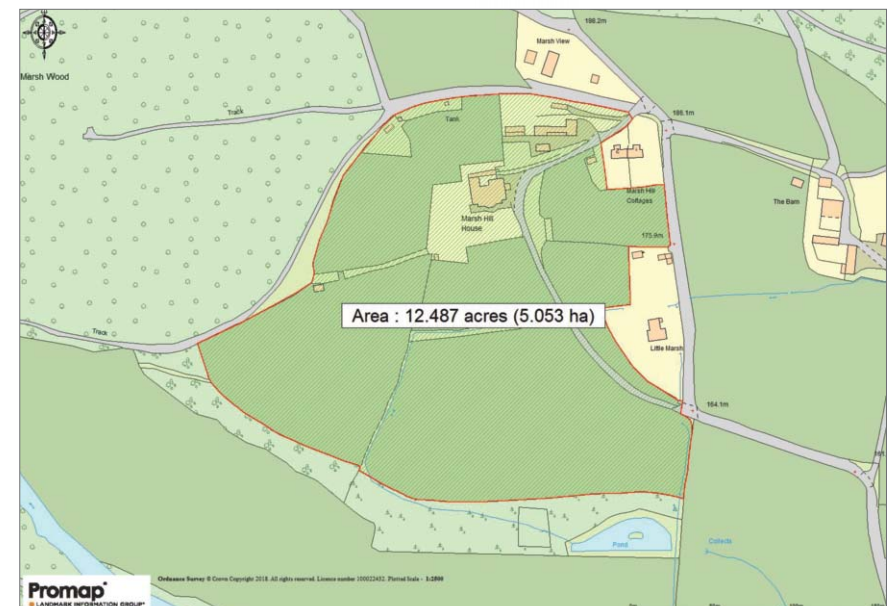 198.2m
Marsh View
Marsh Wood
Track
Tank
186.1m
Marsh Hill
Cottages
The Barn
Marsh Hill
House
175.9m
Area : 12.487 acres (5.053 ha)
Track
Little Marsh
164.1m
Pond
Collects
Ordnance Survey © Crown Copyright 2018. All rights reserved. Licence number 100022432. Plotted Scale - 1:2500
Promap
LANDMARK INFORMATION GROUP